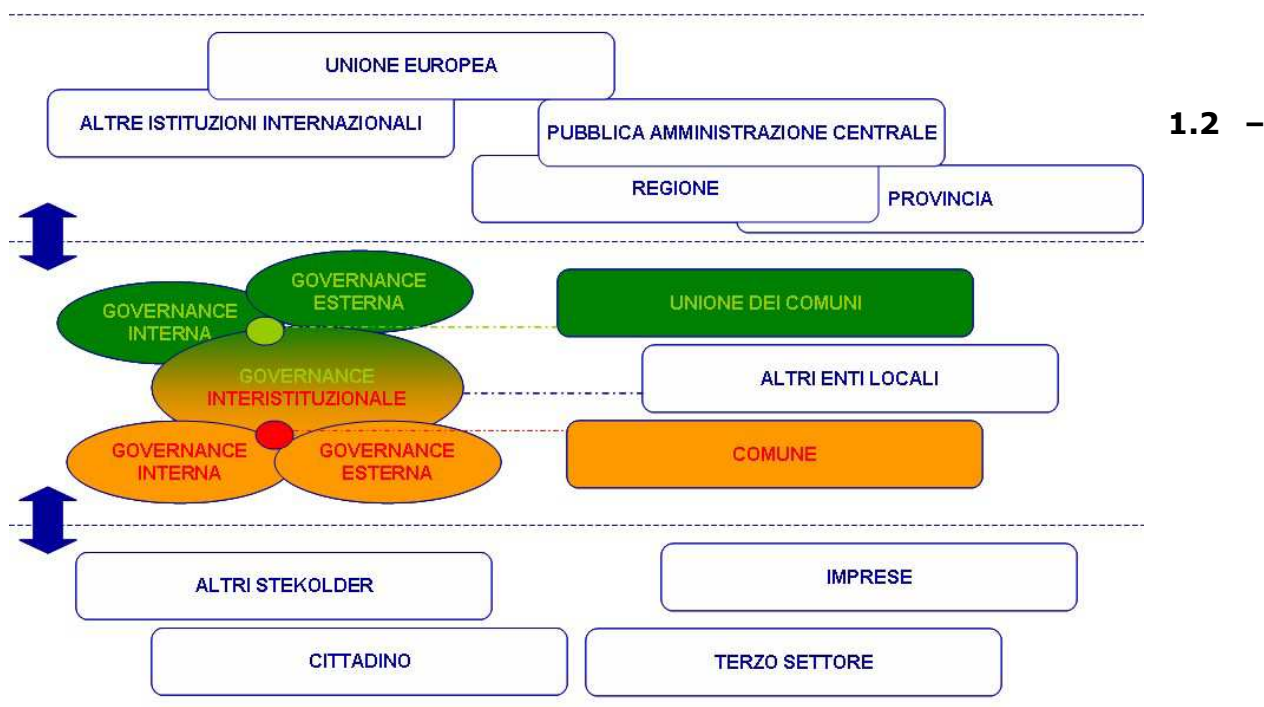 UNIONE EUROPEA
ALTRE ISTITUZIONI INTERNAZIONALI
PUBBLICA AMMINISTRAZIONE CENTRALE
1.2 –
REGIONE
PROVINCIA
GOVERNANCE
ESTERNA
GOVERNANCE
INTERNA
UNIONE DEI COMUNI
GOVERNANCE
INTERISTITUZIONALE
ALTRI ENTI LOCALI
GOVERNANCE
INTERNA
GOVERNANCE
ESTERNA
COMUNE
ALTRI STEKOLDER
IMPRESE
CITTADINO
TERZO SETTORE